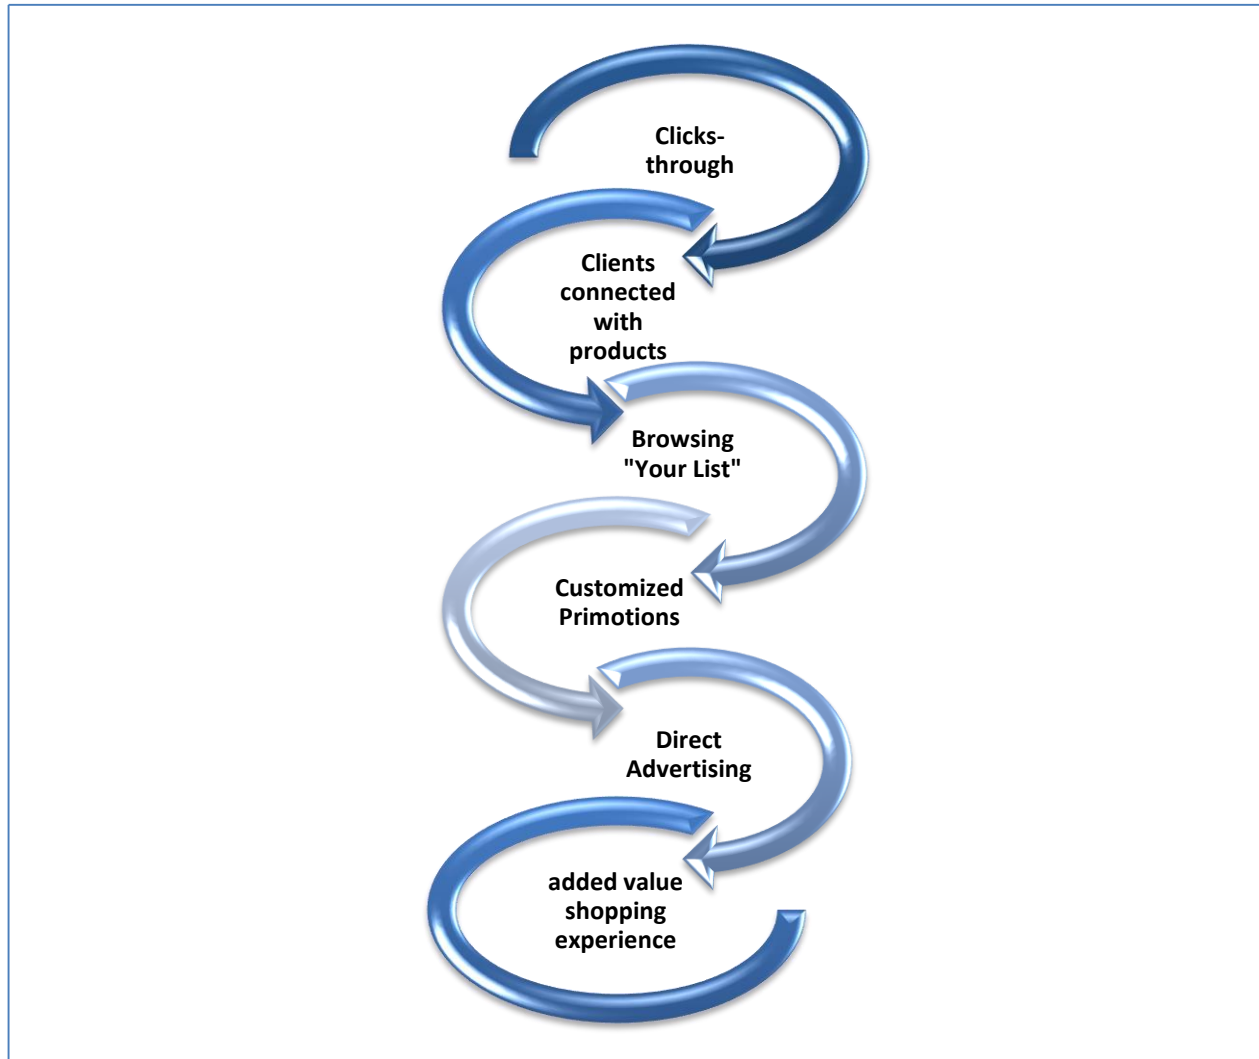 Clicks-
through
Clients
connected
with
products
Browsing
"Your List"
Customized
Primotions
Direct
Advertising
added value
shopping
experience